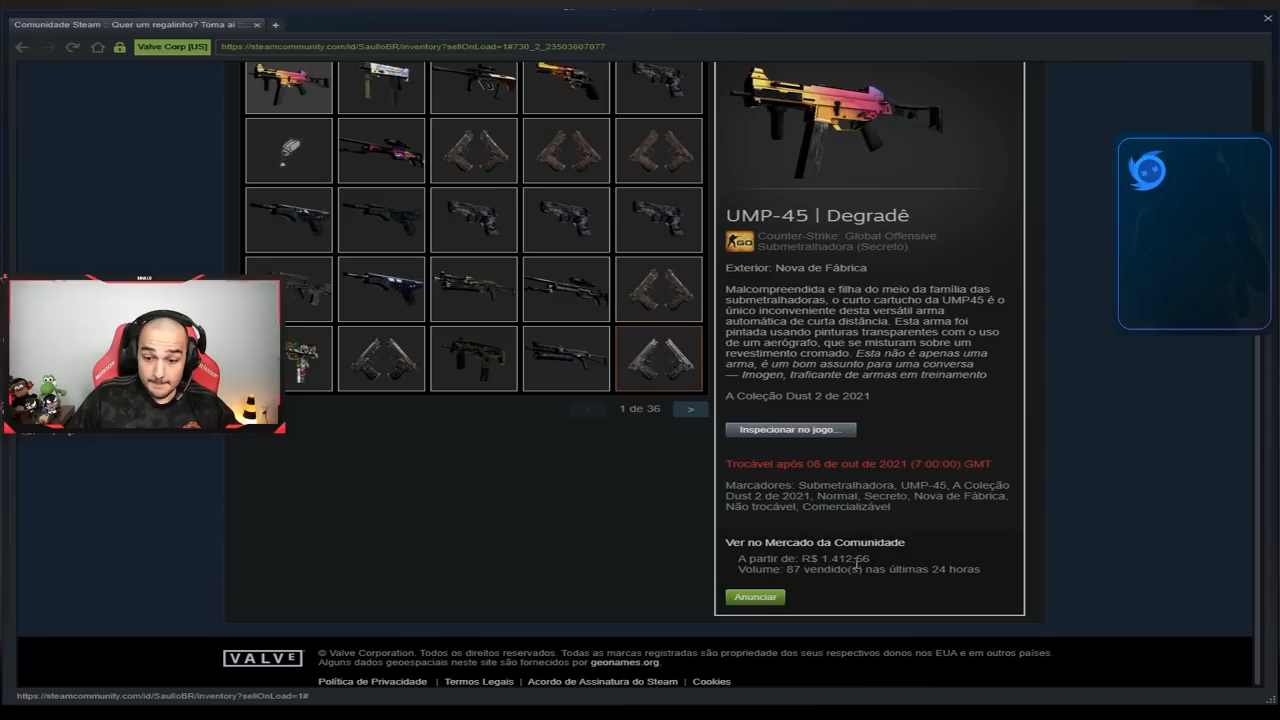 Comunidade Steam :: Quer um regalinho? Toma aí ::...
Valve Corp [US]
https://steamcommunity.com/id/SaulloBR/inventory?sellOnLoad=1#730_2_23503607077
UMP-45 | Degradê
Counter-Strike: Global Offensive
Submetralhadora (Secreto)
Exterior: Nova de Fábrica
Malcompreendida e filha do meio da família das
submetralhadoras, o curto cartucho da UMP45 é o
único inconveniente desta versátil arma
automática de curta distância. Esta arma foi
pintada usando pinturas transparentes com o uso
de um aerógrafo, que se misturam sobre um
revestimento cromado. Esta não é apenas uma
arma, é um bom assunto para uma conversa
— Imogen, traficante de armas em treinamento
A Coleção Dust 2 de 2021
1 de 36
Inspecionar no jogo...
Trocável após 08 de out de 2021 (7:00:00) GMT
Marcadores: Submetralhadora, UMP-45, A Coleção
Dust 2 de 2021, Normal, Secreto, Nova de Fábrica,
Não trocável, Comercializável
Ver no Mercado da Comunidade
A partir de: R$ 1.412,56
Volume: 87 vendido(s) nas últimas 24 horas
Anunciar
VALVE
© Valve Corporation. Todos os direitos reservados. Todas as marcas registradas são propriedade dos seus respectivos donos nos EUA e em outros países.
Alguns dados geoespaciais neste site são fornecidos por geonames.org.
Política de Privacidade | Termos Legais | Acordo de Assinatura do Steam | Cookies
https://steamcommunity.com/id/SaulloBR/inventory?sellOnLoad=1#
SAULLO